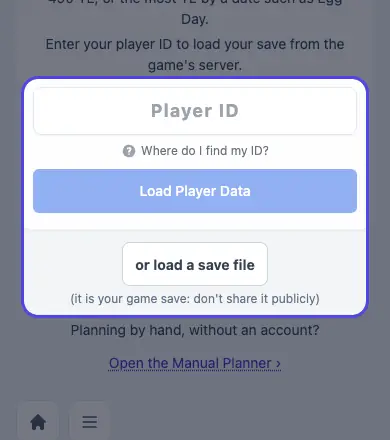 Day.
Enter your player ID to load your save from the
game's server.
Player ID
Where do I find my ID?
Load Player Data
or load a save file
(it is your game save: don't share it publicly)
Planning by hand, without an account?
Open the Manual Planner ›